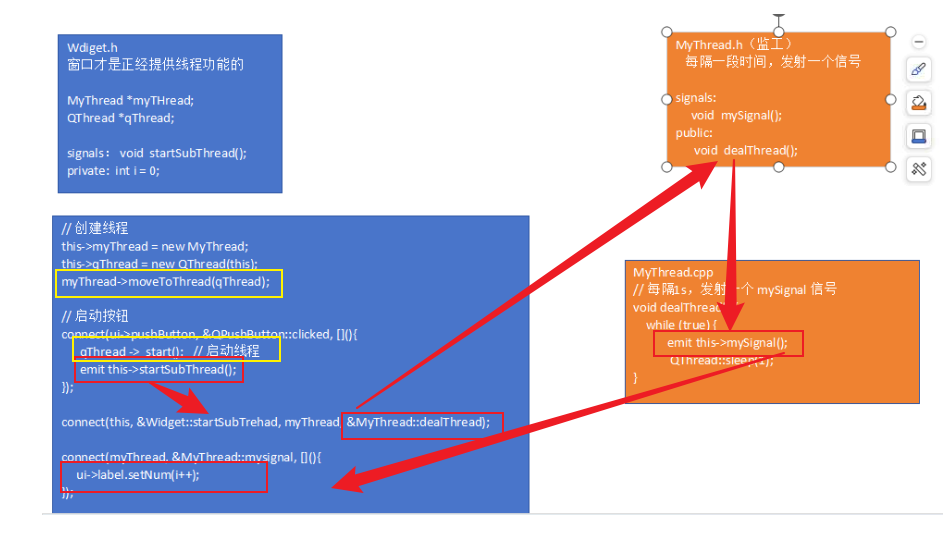 Wdiget.h
窗口才是正经提供线程功能的
MyThread *myTHread;
QThread *qThread;
signals: void startSubThread();
private: int i = 0;
MyThread.h（监工）
每隔一段时间，发射一个信号
signals:
void mySignal();
public:
void dealThread();
// 创建线程
this->myThread = new MyThread;
this->qThread = new QThread(this);
myThread->moveToThread(qThread);
// 启动按钮
connect(ui->pushButton, &QPushButton::clicked, [](){
qThread -> start(); // 启动线程
emit this->startSubThread();
});
connect(this, &Widget::startSubTrehad, myThread, &MyThread::dealThread);
connect(myThread, &MyThread::mysignal, [](){
ui->label.setNum(i++);
});
MyThread.cpp
// 每隔1s，发射一个 mySignal 信号
void dealThread
while (true) {
emit this->mySignal();
QThread::sleep(1);
}